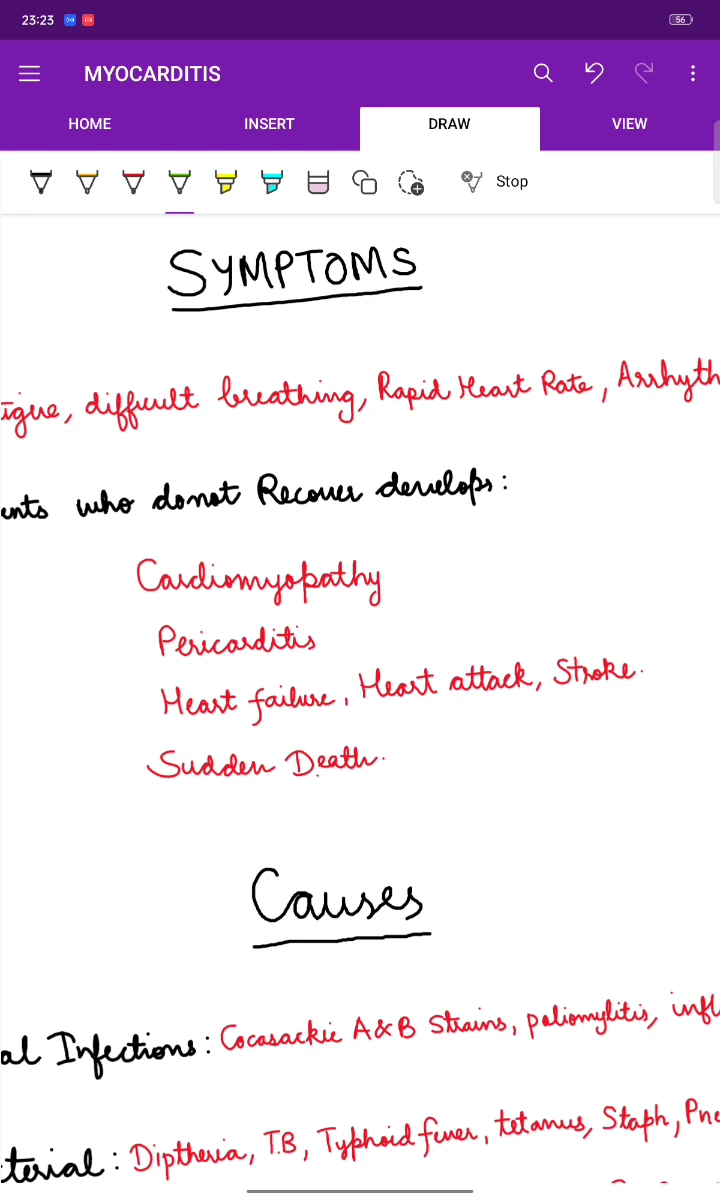 23:23 56
MYOCARDITIS
HOME INSERT DRAW VIEW
Stop
SYMPTOMS
igue, difficult breathing, Rapid Heart Rate, Arrhyth
ents who donot Recover develops:
Cardiomyopathy
Pericarditis
Heart failure, Heart attack, Stroke.
Sudden Death.
Causes
al Infections: Cocasackie A & B Strains, poliomylitis, infl
terial: Diptheria, T.B, Typhoid fever, tetanus, Staph, Pne